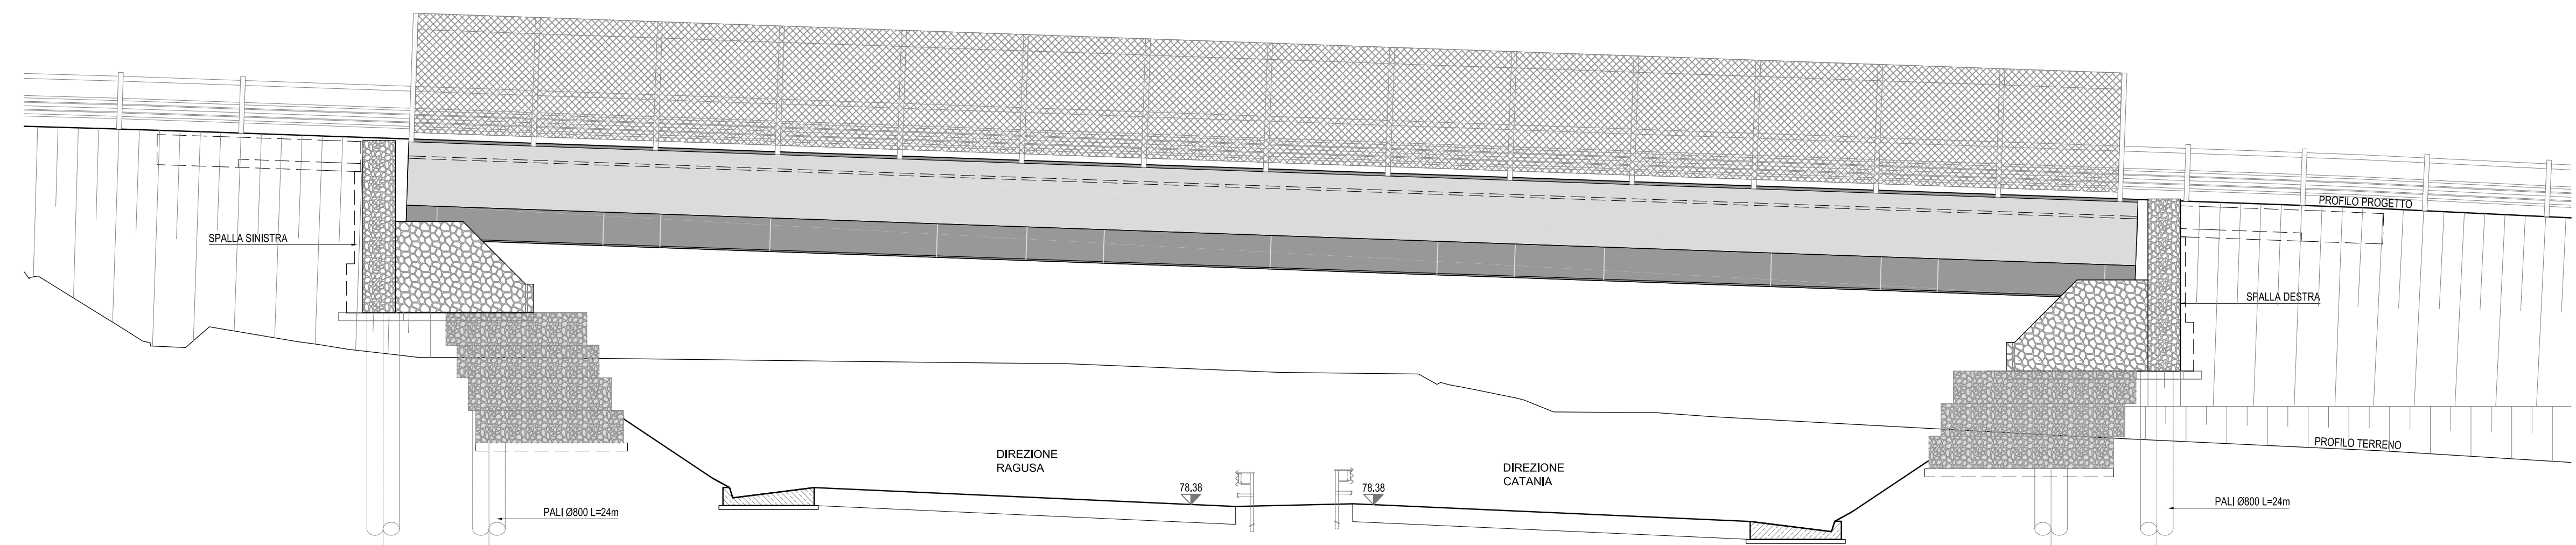 PROFILO PROGETTO
SPALLA SINISTRA
SPALLA DESTRA
PROFILO TERRENO
DIREZIONE
RAGUSA
DIREZIONE
CATANIA
78.38
78.38
PALI Ø800 L=24m
PALI Ø800 L=24m